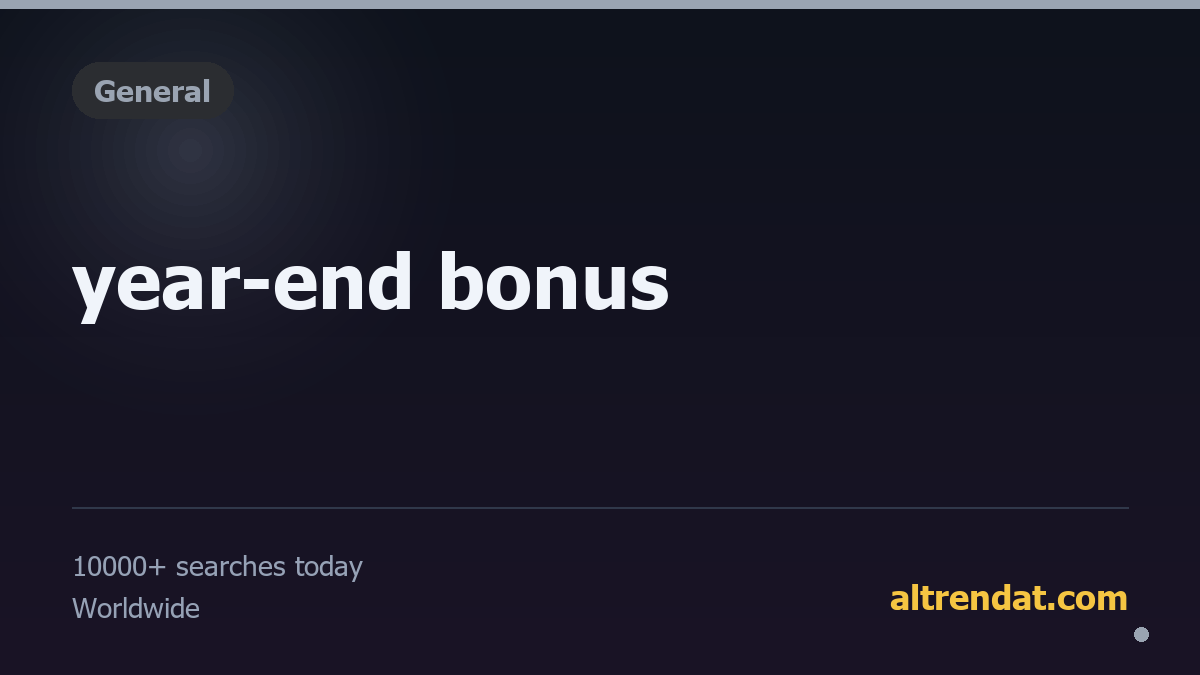 General
year-end bonus
10000+ searches today
Worldwide
altrendat.com